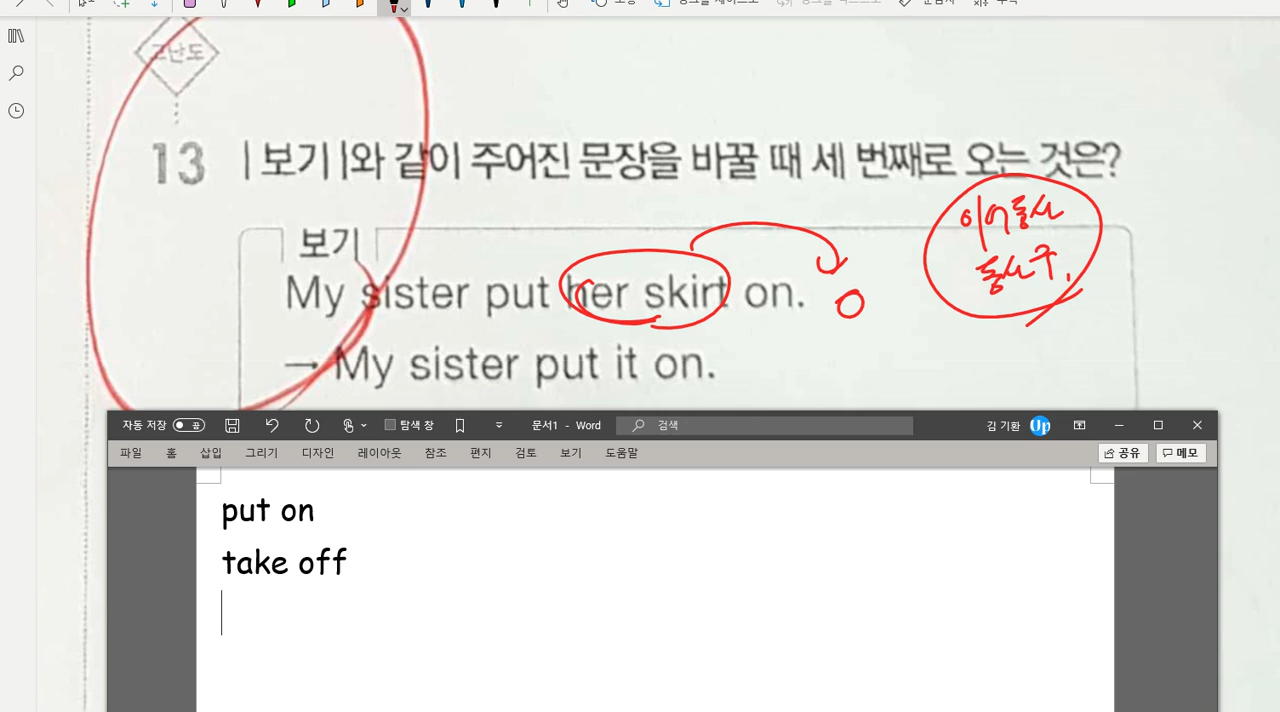 고난도
13 | 보기 |와 같이 주어진 문장을 바꿀 때 세 번째로 오는 것은?
이어동사
동사구.
보기
My sister put her skirt on.
→ My sister put it on.
자동 저장 끔 탐색 창 문서1 - Word 검색 김 기환 Up
파일 홈 삽입 그리기 디자인 레이아웃 참조 편지 검토 보기 도움말 공유 메모
put on
take off